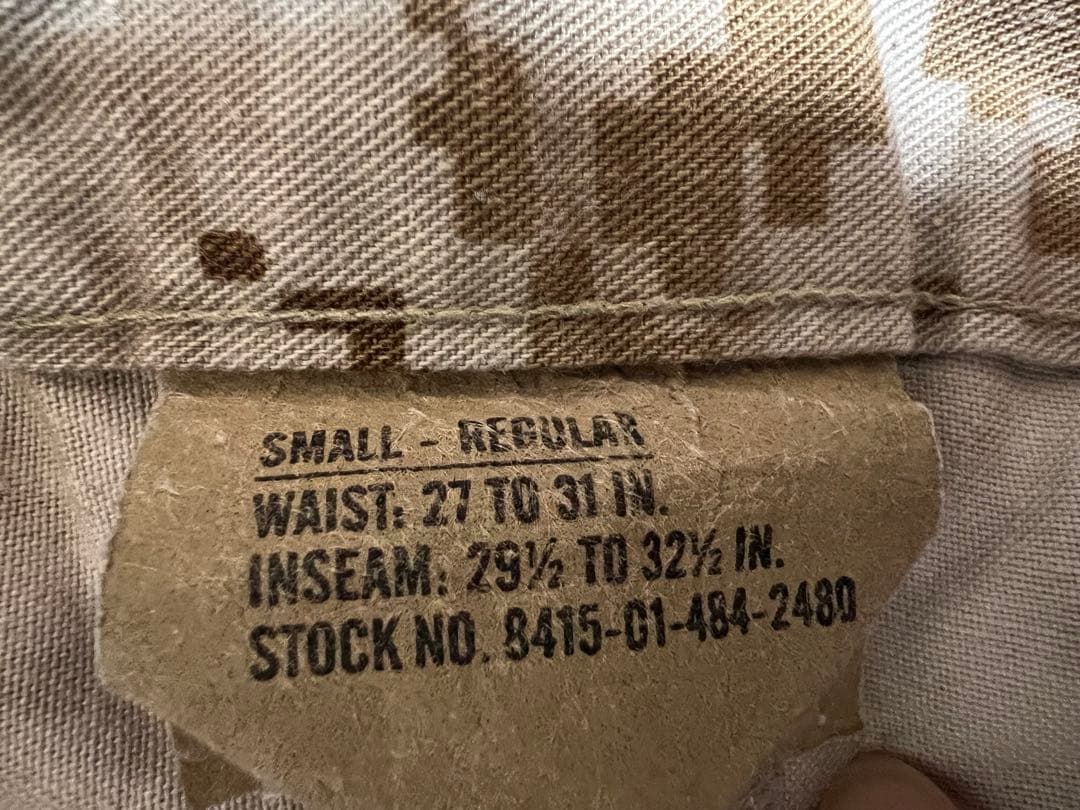 SMALL - REGULAR
WAIST: 27 TO 31 IN.
INSEAM: 29½ TO 32½ IN.
STOCK NO. 8415-01-484-2480